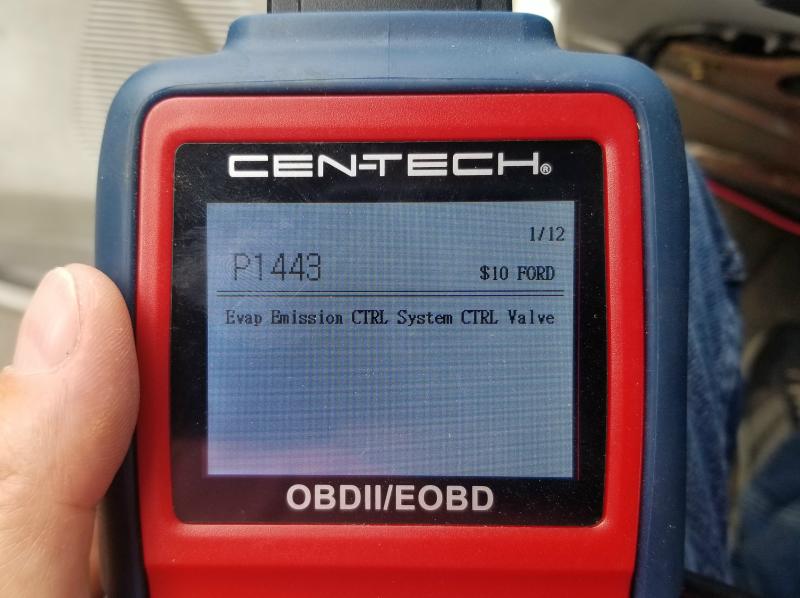 CEN-TECH®
1/12
P1443
$10 FORD
Evap Emission CTRL System CTRL Valve
OBDII/EOBD